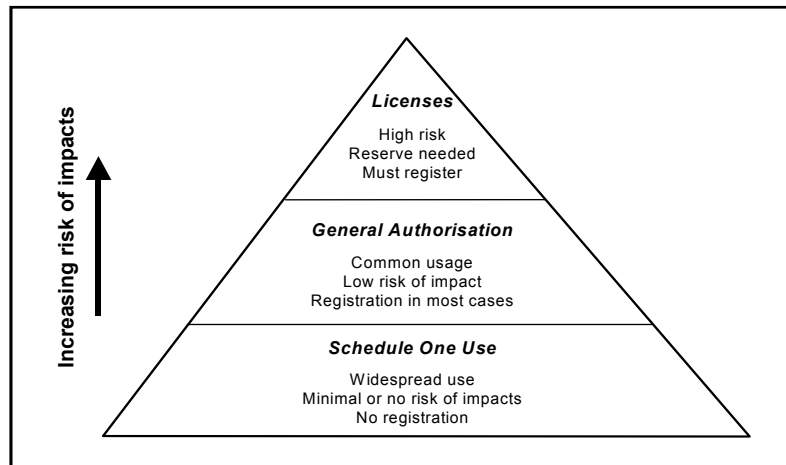 Increasing risk of impacts
Licenses
High risk
Reserve needed
Must register
General Authorisation
Common usage
Low risk of impact
Registration in most cases
Schedule One Use
Widespread use
Minimal or no risk of impacts
No registration